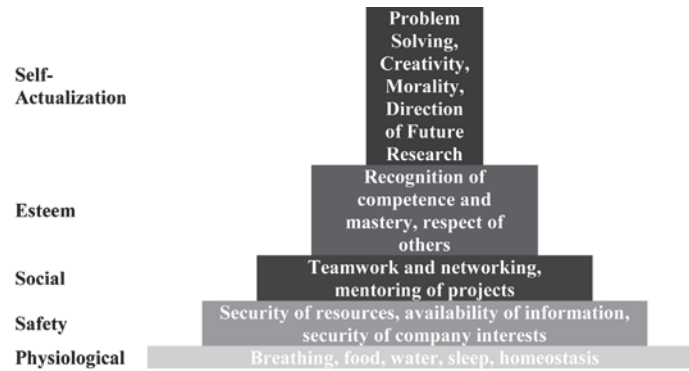 Self-
Actualization
Problem
Solving,
Creativity,
Morality,
Direction
of Future
Research
Esteem
Recognition of
competence and
mastery, respect of
others
Social
Teamwork and networking,
mentoring of projects
Safety
Security of resources, availability of information,
security of company interests
Physiological
Breathing, food, water, sleep, homeostasis